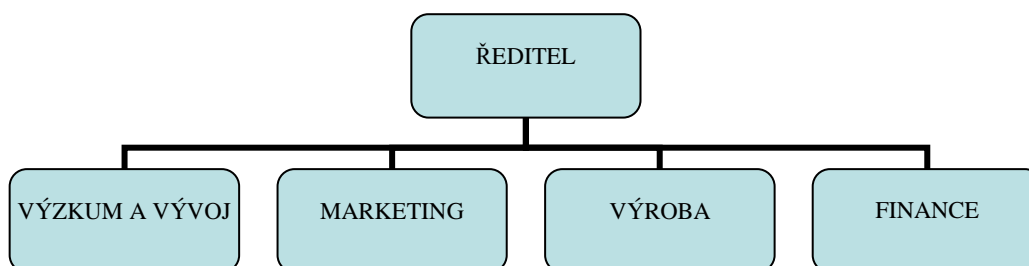 ŘEDITEL
VÝZKUM A VÝVOJ
MARKETING
VÝROBA
FINANCE